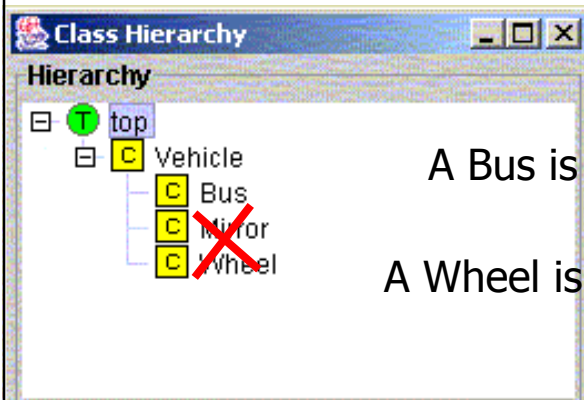 Class Hierarchy
Hierarchy
T top
C Vehicle
A Bus is
C Bus
C Mirror
C Wheel
A Wheel is